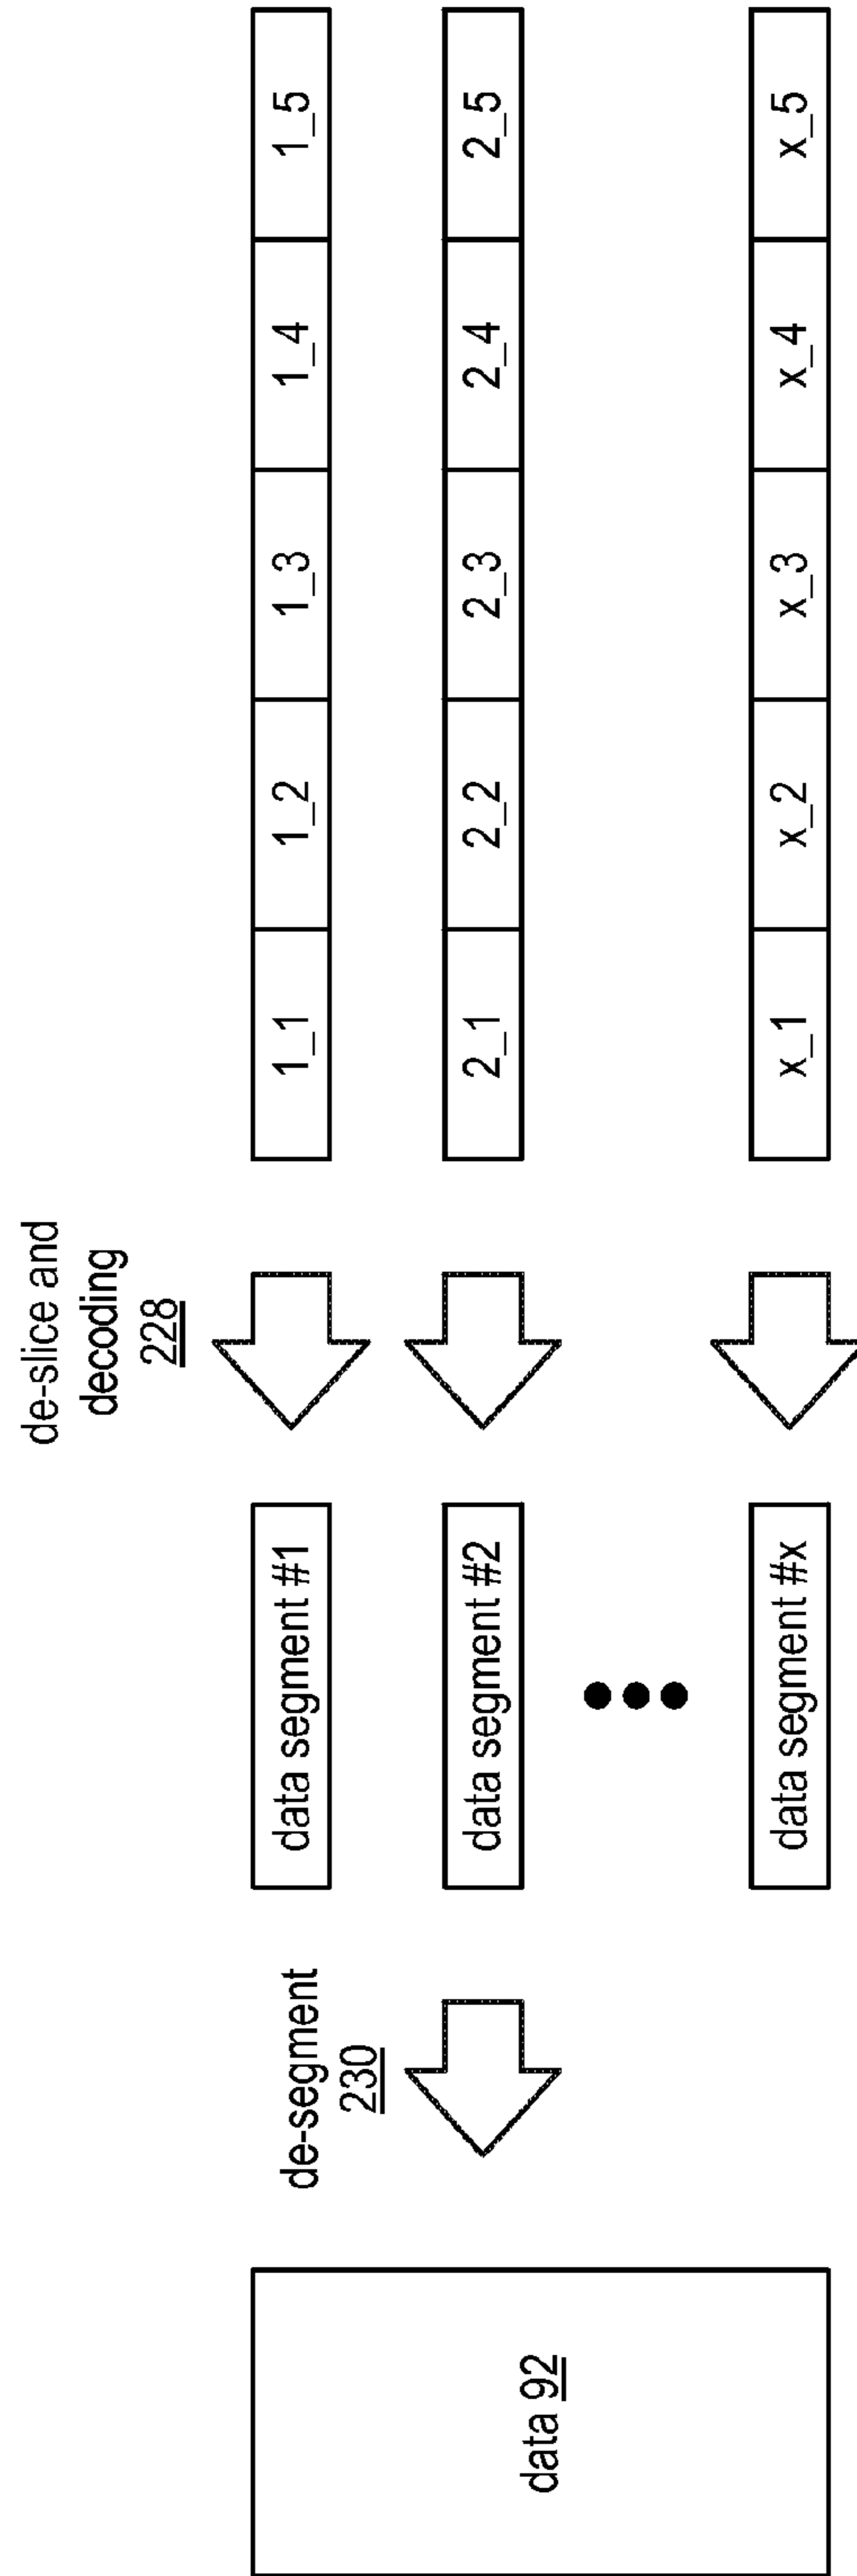 de-slice and
decoding
228
de-segment
230
data 92
data segment #1
1_1 1_2 1_3 1_4 1_5
data segment #2
2_1 2_2 2_3 2_4 2_5
data segment #x
x_1 x_2 x_3 x_4 x_5